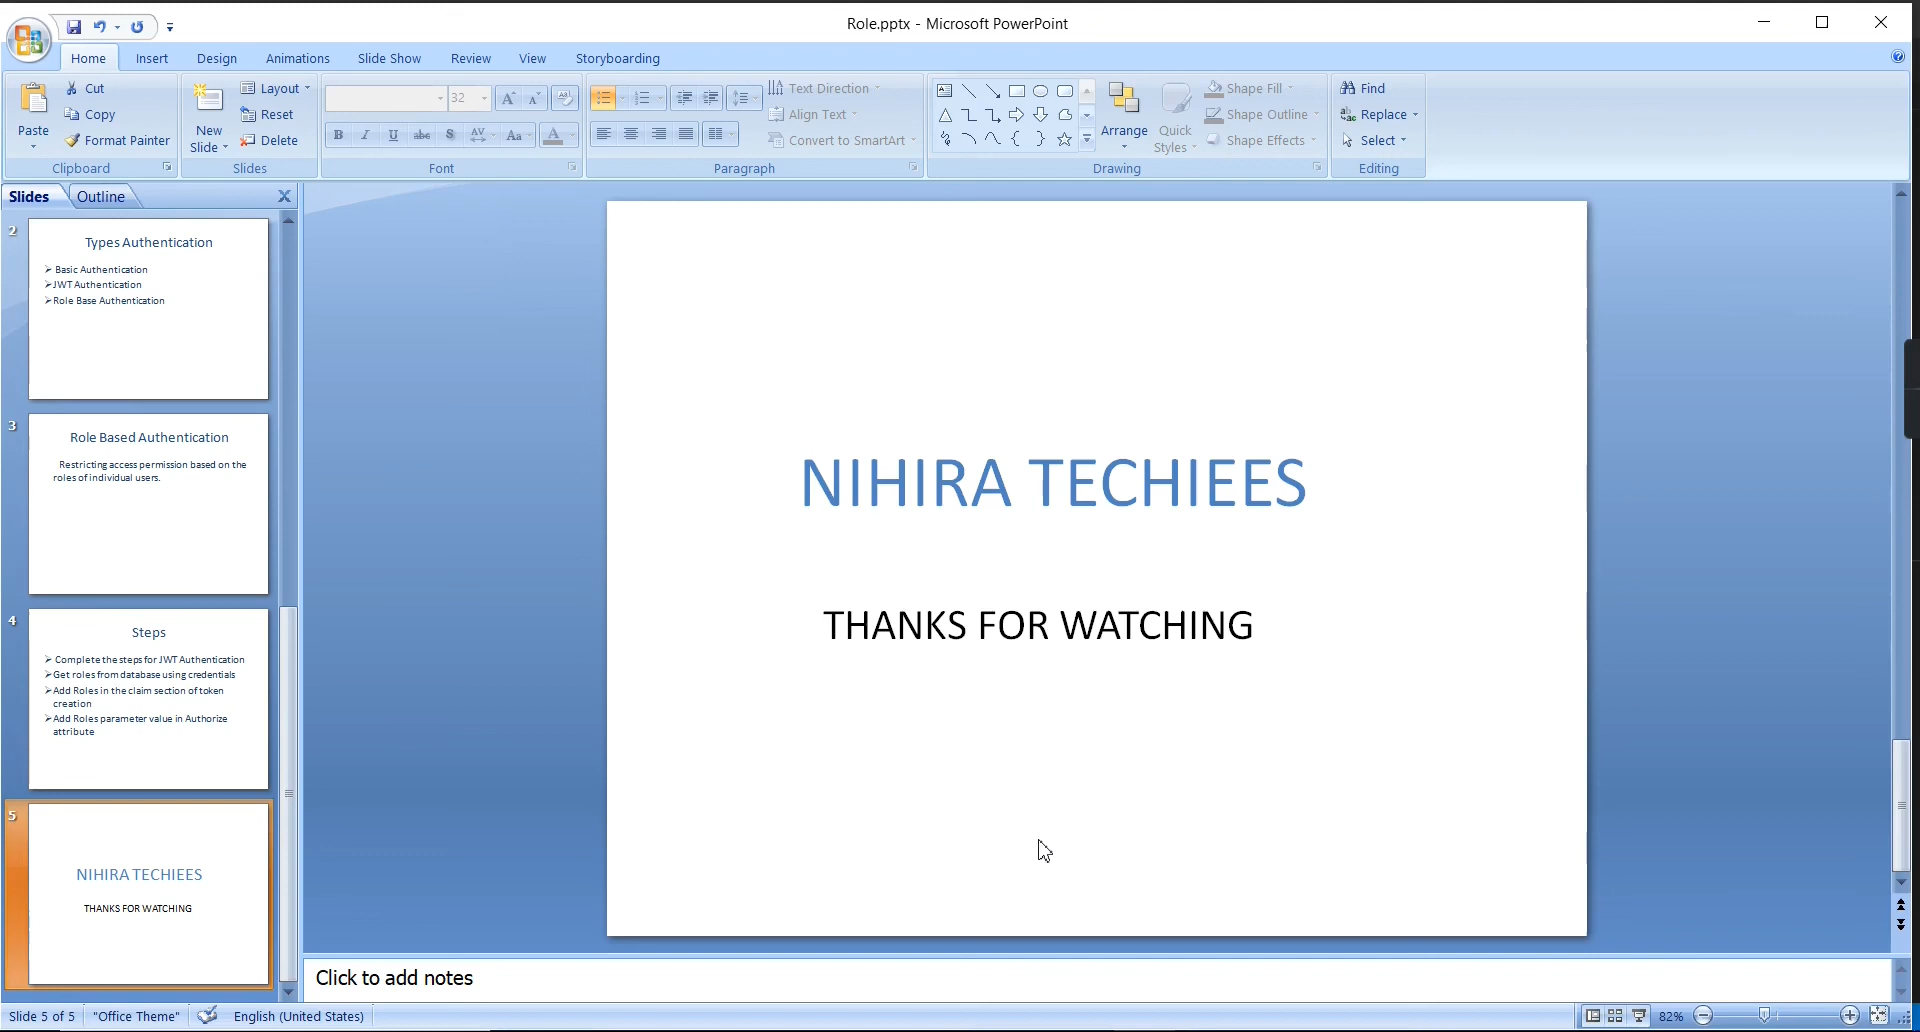 Role.pptx - Microsoft PowerPoint
Home Insert Design Animations Slide Show Review View Storyboarding
Paste
Cut
Copy
Format Painter
Clipboard
New
Slide
Layout
Reset
Delete
Slides
32
B I U abc S AV Aa A
Font
Text Direction
Align Text
Convert to SmartArt
Paragraph
Arrange
Quick
Styles
Shape Fill
Shape Outline
Shape Effects
Drawing
Find
Replace
Select
Editing
Slides Outline X
2
Types Authentication
➢ Basic Authentication
➢JWT Authentication
➢Role Base Authentication
3
Role Based Authentication
Restricting access permission based on the
roles of individual users.
4
Steps
➢ Complete the steps for JWT Authentication
➢Get roles from database using credentials
➢Add Roles in the claim section of token
creation
➢Add Roles parameter value in Authorize
attribute
5
NIHIRA TECHIEES
THANKS FOR WATCHING
NIHIRA TECHIEES
THANKS FOR WATCHING
Click to add notes
Slide 5 of 5 "Office Theme" English (United States) 82%